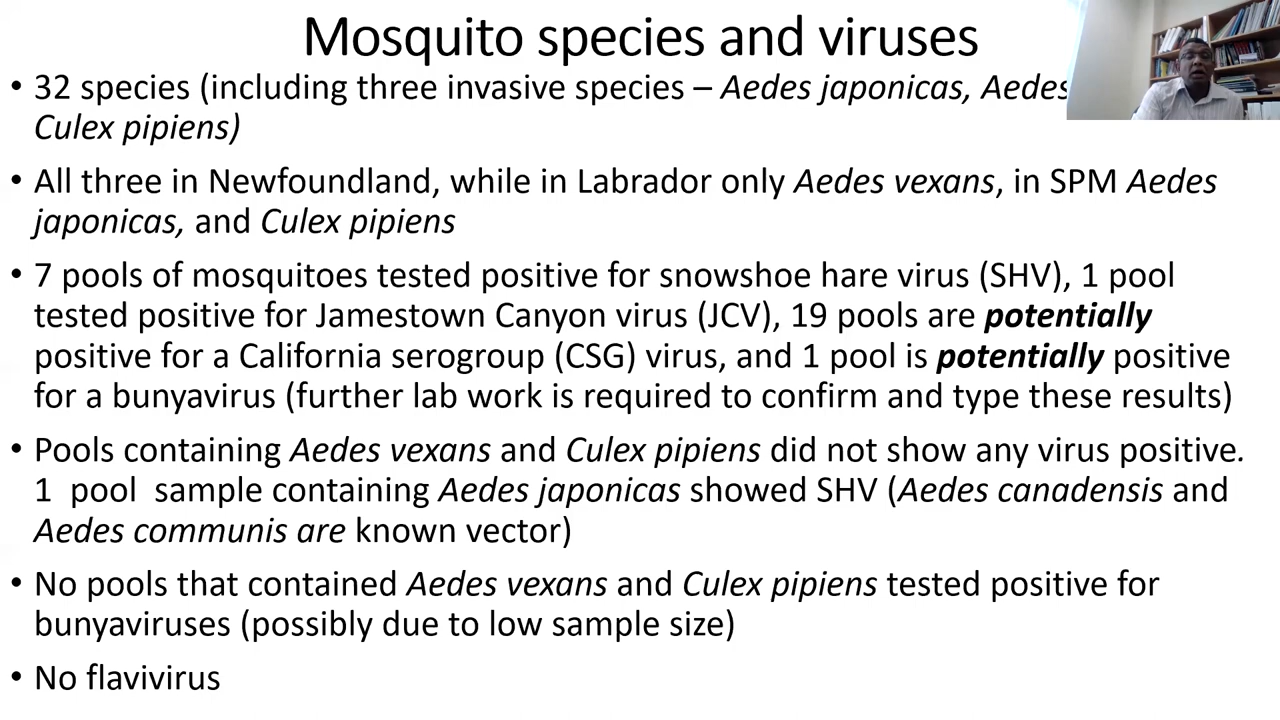 Mosquito species and viruses
• 32 species (including three invasive species – Aedes japonicas, Aedes
Culex pipiens)
• All three in Newfoundland, while in Labrador only Aedes vexans, in SPM Aedes
japonicas, and Culex pipiens
• 7 pools of mosquitoes tested positive for snowshoe hare virus (SHV), 1 pool
tested positive for Jamestown Canyon virus (JCV), 19 pools are potentially
positive for a California serogroup (CSG) virus, and 1 pool is potentially positive
for a bunyavirus (further lab work is required to confirm and type these results)
• Pools containing Aedes vexans and Culex pipiens did not show any virus positive.
1 pool sample containing Aedes japonicas showed SHV (Aedes canadensis and
Aedes communis are known vector)
• No pools that contained Aedes vexans and Culex pipiens tested positive for
bunyaviruses (possibly due to low sample size)
• No flavivirus